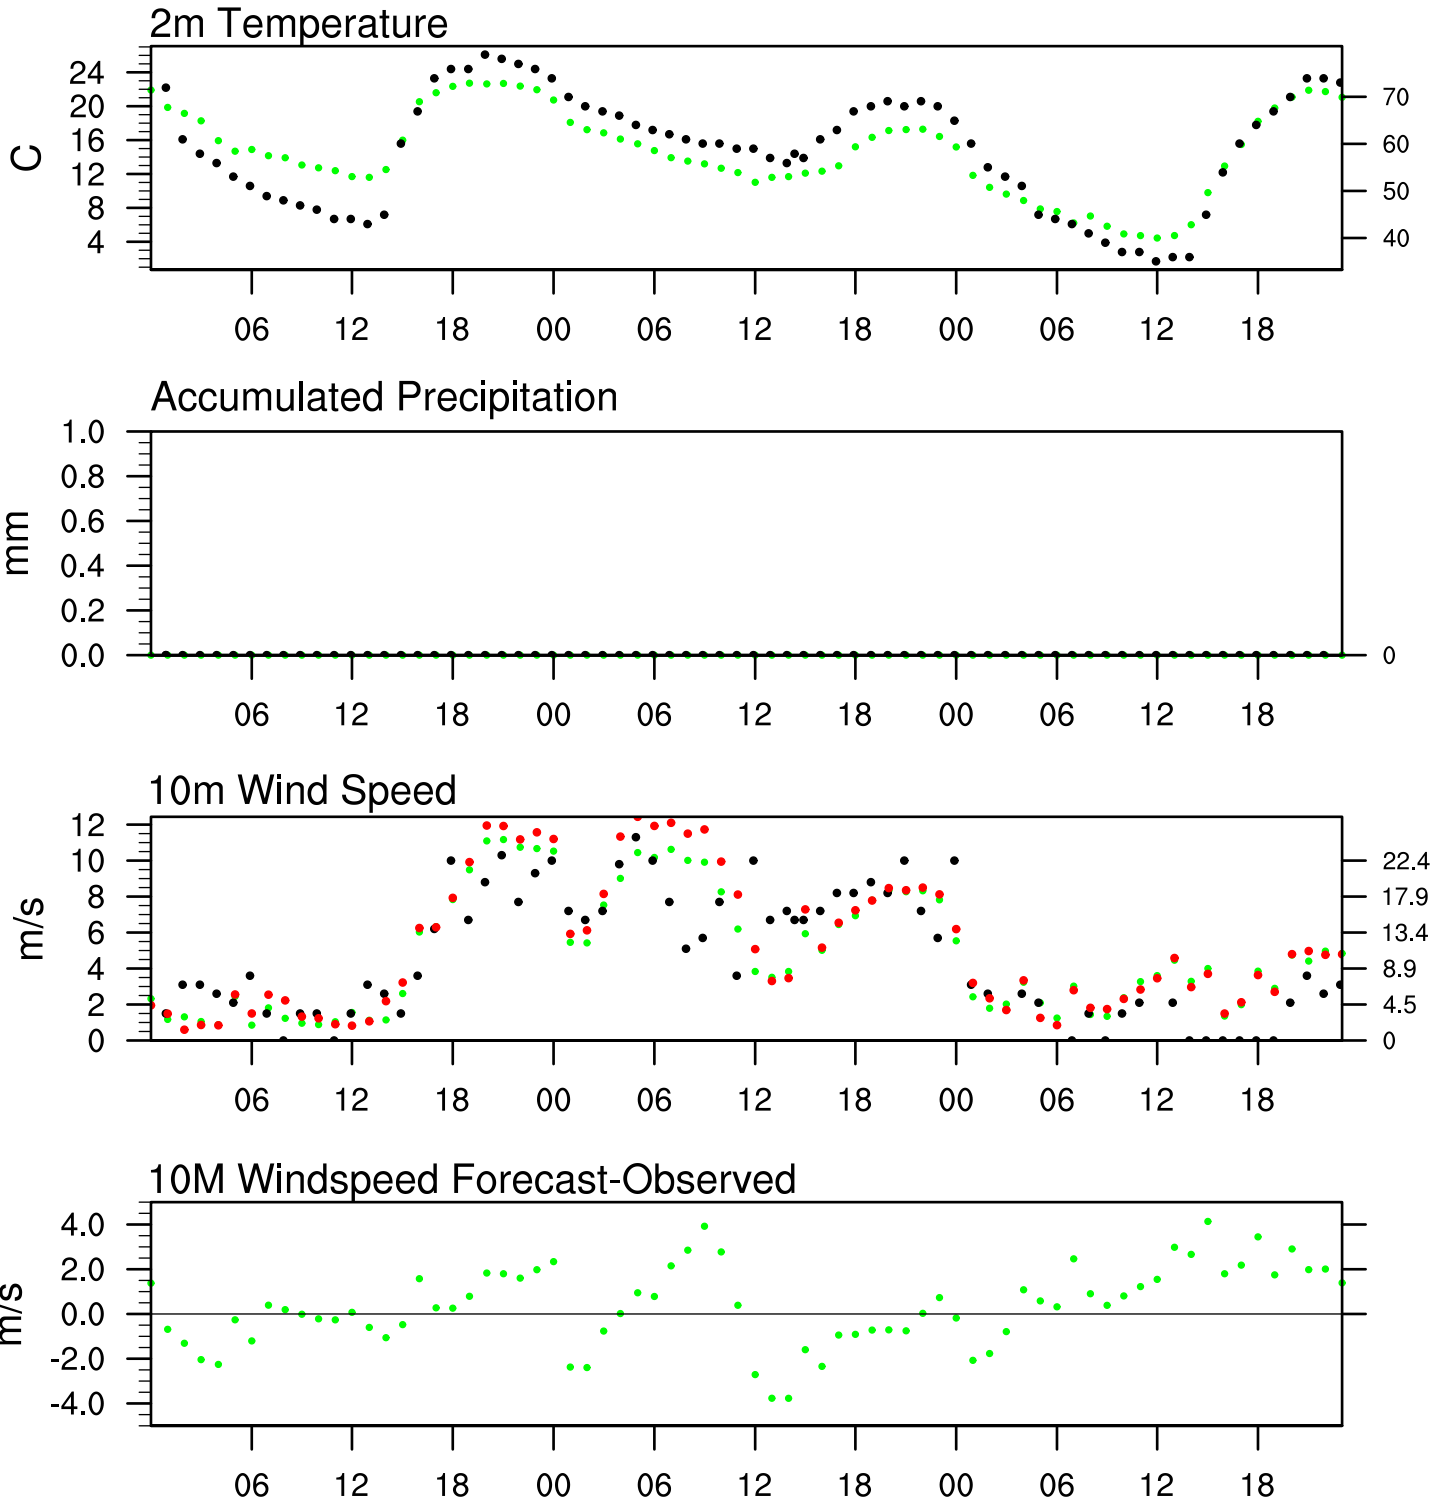 2m Temperature
24
20
16
12
8
4
C
70
60
50
40
06 12 18 00 06 12 18 00 06 12 18
Accumulated Precipitation
1.0
0.8
0.6
0.4
0.2
0.0
mm
0
06 12 18 00 06 12 18 00 06 12 18
10m Wind Speed
12
10
8
6
4
2
0
m/s
22.4
17.9
13.4
8.9
4.5
0
06 12 18 00 06 12 18 00 06 12 18
10M Windspeed Forecast-Observed
4.0
2.0
0.0
-2.0
-4.0
m/s
06 12 18 00 06 12 18 00 06 12 18